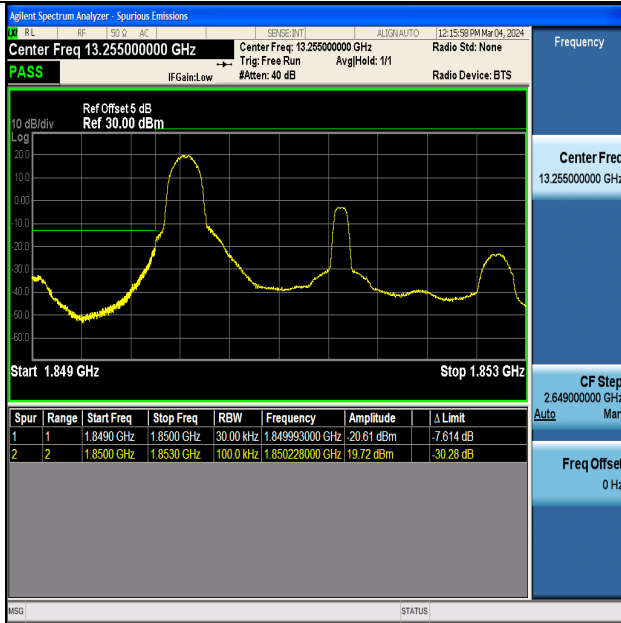 Agilent Spectrum Analyzer - Spurious Emissions
RL RF 50 Ω AC SENSE:INT ALIGN AUTO 12:15:58 PM Mar 04, 2024
Center Freq 13.255000000 GHz
Center Freq: 13.255000000 GHz Radio Std: None
Trig: Free Run Avg|Hold: 1/1
PASS IFGain:Low #Atten: 40 dB Radio Device: BTS
Frequency
Ref Offset 5 dB
10 dB/div Ref 30.00 dBm
Log
20.0
10.0
0.00
-10.0
-20.0
-30.0
-40.0
-50.0
-60.0
Start 1.849 GHz Stop 1.853 GHz
Spur Range Start Freq Stop Freq RBW Frequency Amplitude Δ Limit
1 1 1.8490 GHz 1.8500 GHz 30.00 kHz 1.849993000 GHz -20.61 dBm -7.614 dB
2 2 1.8500 GHz 1.8530 GHz 100.0 kHz 1.850228000 GHz 19.72 dBm -30.28 dB
Center Freq
13.255000000 GHz
CF Step
2.649000000 GHz
Auto Man
Freq Offset
0 Hz
MSG STATUS